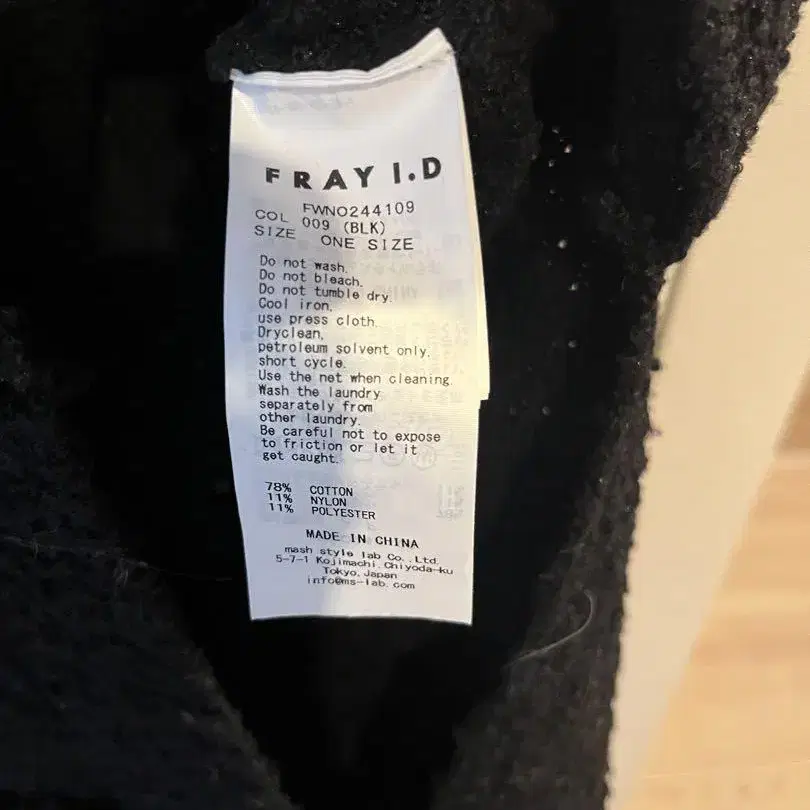 FRAY I.D
FWNO244109
COL 009 (BLK)
SIZE ONE SIZE
Do not wash.
Do not bleach.
Do not tumble dry.
Cool iron,
use press cloth.
Dryclean,
petroleum solvent only,
short cycle.
Use the net when cleaning.
Wash the laundry
separately from
other laundry.
Be careful not to expose
to friction or let it
get caught.
78% COTTON
11% NYLON
11% POLYESTER
MADE IN CHINA
mash style lab Co.,Ltd.
5-7-1 Kojimachi,Chiyoda-ku
Tokyo,Japan
info@ms-lab.com